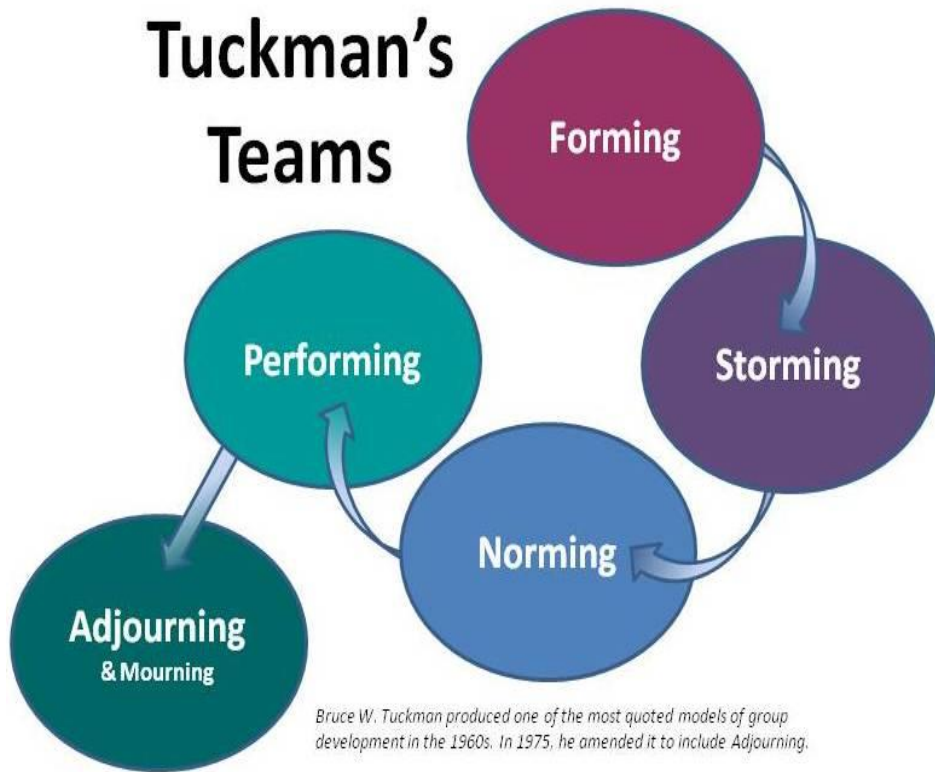 Tuckman's
Teams
Forming
Storming
Norming
Performing
Adjourning
& Mourning
Bruce W. Tuckman produced one of the most quoted models of group
development in the 1960s. In 1975, he amended it to include Adjourning.